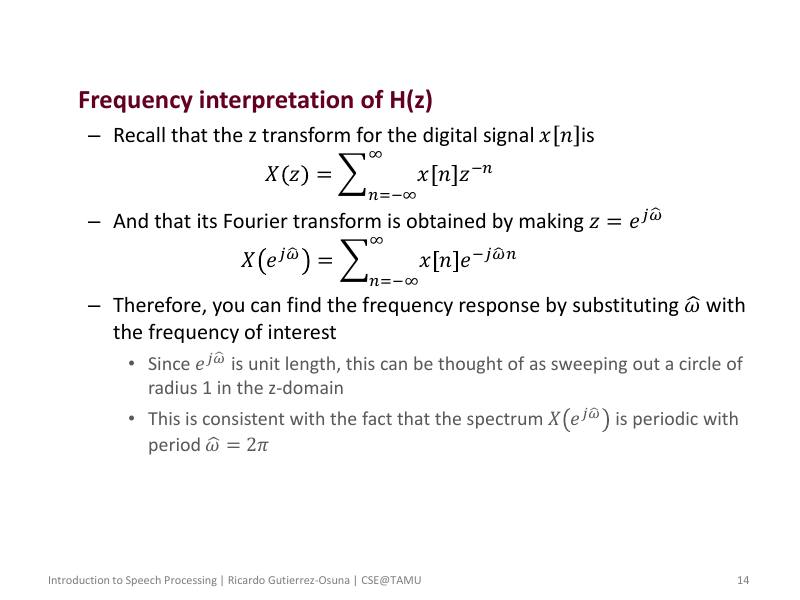 Frequency interpretation of H(z)
– Recall that the z transform for the digital signal 𝑥[𝑛]is
𝑋(𝑧) = ∑_{𝑛=−∞}^{∞} 𝑥[𝑛]𝑧^{−𝑛}
– And that its Fourier transform is obtained by making 𝑧 = 𝑒^{𝑗ω̂}
𝑋(𝑒^{𝑗ω̂}) = ∑_{𝑛=−∞}^{∞} 𝑥[𝑛]𝑒^{−𝑗ω̂𝑛}
– Therefore, you can find the frequency response by substituting ω̂ with
the frequency of interest
• Since 𝑒^{𝑗ω̂} is unit length, this can be thought of as sweeping out a circle of
radius 1 in the z-domain
• This is consistent with the fact that the spectrum 𝑋(𝑒^{𝑗ω̂}) is periodic with
period ω̂ = 2𝜋
Introduction to Speech Processing | Ricardo Gutierrez-Osuna | CSE@TAMU 14